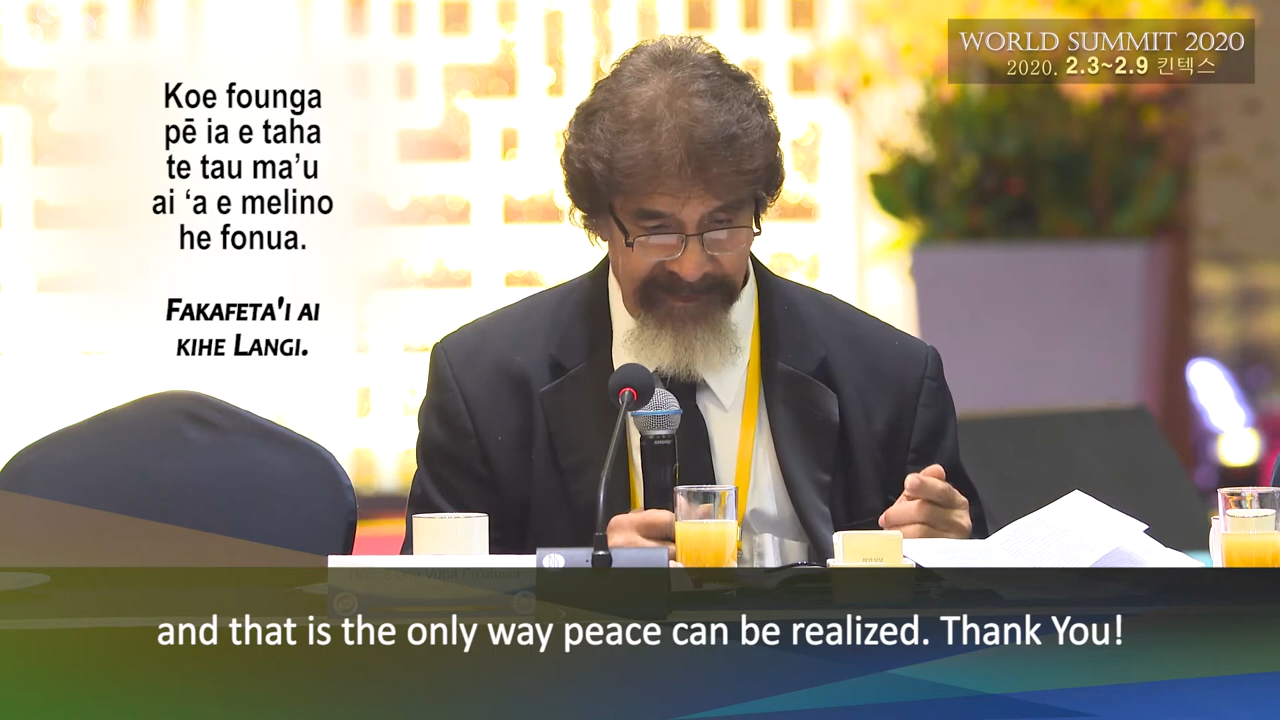 WORLD SUMMIT 2020
2020. 2.3~2.9 킨텍스
Koe founga
pē ia e taha
te tau ma’u
ai ‘a e melino
he fonua.
FAKAFETA'I AI
KIHE LANGI.
and that is the only way peace can be realized. Thank You!